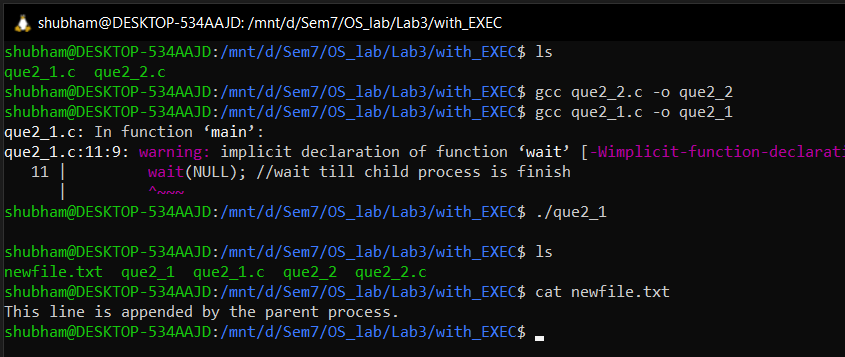 shubham@DESKTOP-534AAJD: /mnt/d/Sem7/OS_lab/Lab3/with_EXEC
shubham@DESKTOP-534AAJD:/mnt/d/Sem7/OS_lab/Lab3/with_EXEC$ ls
que2_1.c  que2_2.c
shubham@DESKTOP-534AAJD:/mnt/d/Sem7/OS_lab/Lab3/with_EXEC$ gcc que2_2.c -o que2_2
shubham@DESKTOP-534AAJD:/mnt/d/Sem7/OS_lab/Lab3/with_EXEC$ gcc que2_1.c -o que2_1
que2_1.c: In function ‘main’:
que2_1.c:11:9: warning: implicit declaration of function ‘wait’ [-Wimplicit-function-declarati
   11 |         wait(NULL); //wait till child process is finish
      |         ^~~~
shubham@DESKTOP-534AAJD:/mnt/d/Sem7/OS_lab/Lab3/with_EXEC$ ./que2_1
shubham@DESKTOP-534AAJD:/mnt/d/Sem7/OS_lab/Lab3/with_EXEC$ ls
newfile.txt  que2_1  que2_1.c  que2_2  que2_2.c
shubham@DESKTOP-534AAJD:/mnt/d/Sem7/OS_lab/Lab3/with_EXEC$ cat newfile.txt
This line is appended by the parent process.
shubham@DESKTOP-534AAJD:/mnt/d/Sem7/OS_lab/Lab3/with_EXEC$